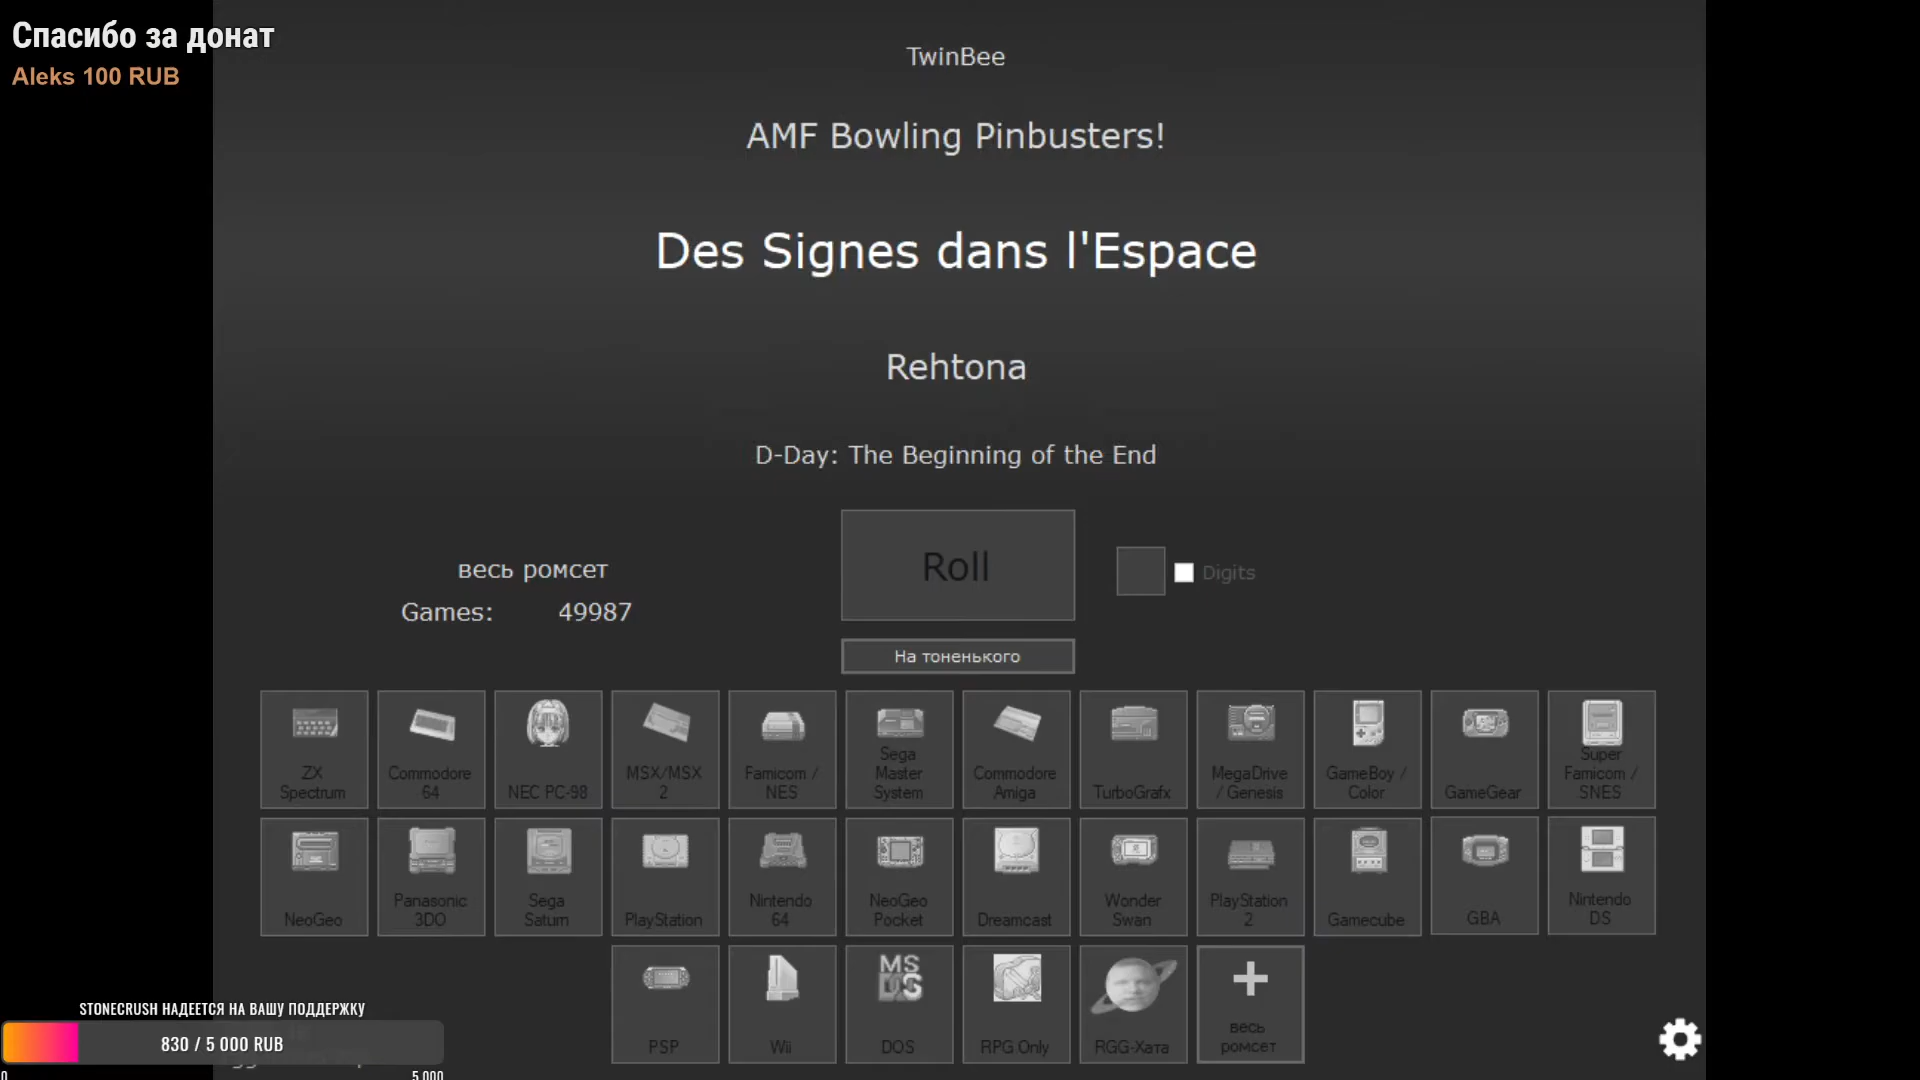 Спасибо за донат
Aleks 100 RUB
TwinBee
AMF Bowling Pinbusters!
Des Signes dans l'Espace
Rehtona
D-Day: The Beginning of the End
весь ромсет
Games: 49987
Roll
Digits
На тоненького
ZX Spectrum
Commodore 64
NEC PC-98
MSX/MSX 2
Famicom / NES
Sega Master System
Commodore Amiga
TurboGrafx
MegaDrive / Genesis
GameBoy / Color
GameGear
Super Famicom / SNES
NeoGeo
Panasonic 3DO
Sega Saturn
PlayStation
Nintendo 64
NeoGeo Pocket
Dreamcast
Wonder Swan
PlayStation 2
Gamecube
GBA
Nintendo DS
PSP
Wii
MS DOS
DOS
RPG Only
RGG-Хата
весь ромсет
STONECRUSH НАДЕЕТСЯ НА ВАШУ ПОДДЕРЖКУ
830 / 5 000 RUB
0
5 000